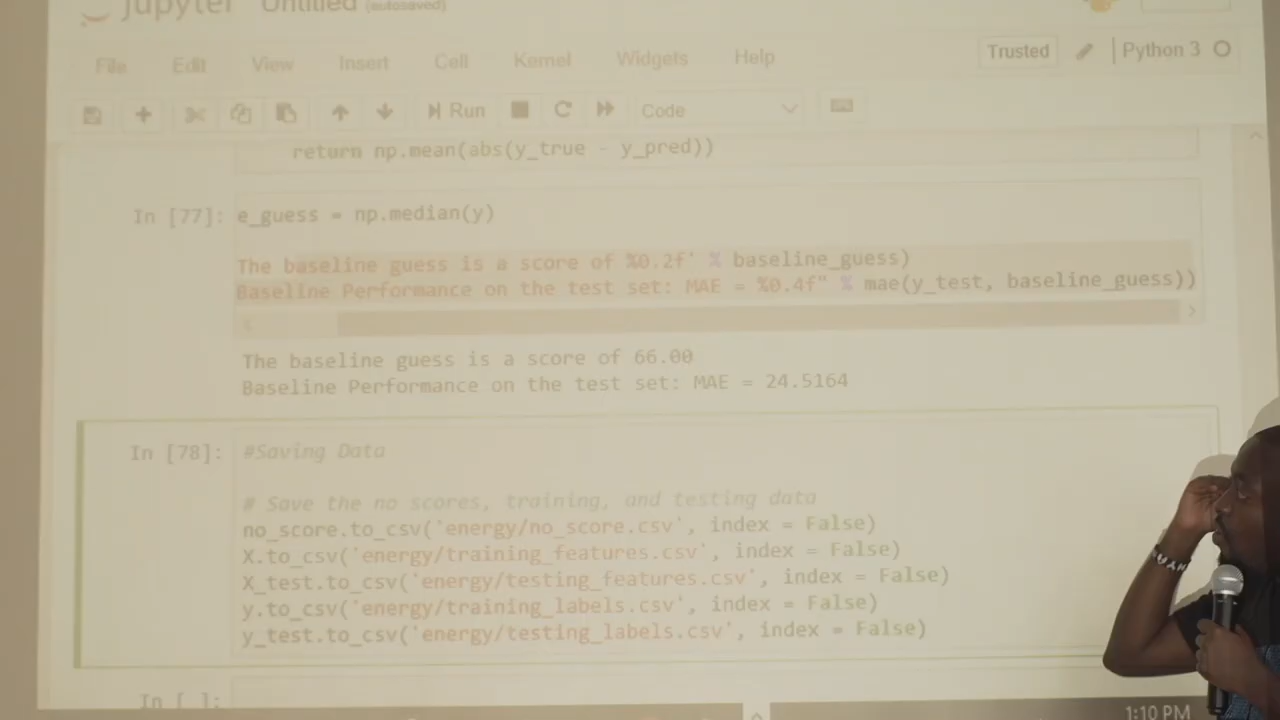 jupyter Untitled (autosaved)
File Edit View Insert Cell Kernel Widgets Help Trusted Python 3
Run Code
return np.mean(abs(y_true - y_pred))
In [77]: e_guess = np.median(y)
The baseline guess is a score of %0.2f' % baseline_guess)
Baseline Performance on the test set: MAE = %0.4f" % mae(y_test, baseline_guess))
The baseline guess is a score of 66.00
Baseline Performance on the test set: MAE = 24.5164
In [78]: #Saving Data
# Save the no scores, training, and testing data
no_score.to_csv('energy/no_score.csv', index = False)
X.to_csv('energy/training_features.csv', index = False)
X_test.to_csv('energy/testing_features.csv', index = False)
y.to_csv('energy/training_labels.csv', index = False)
y_test.to_csv('energy/testing_labels.csv', index = False)
In [ ]:
1:10 PM